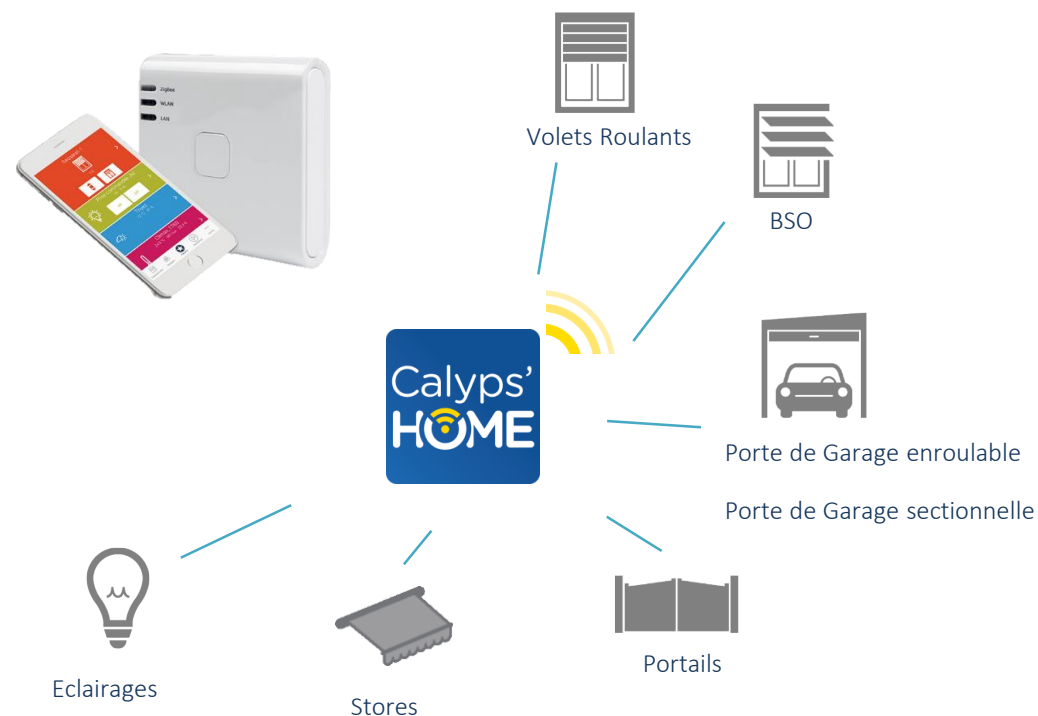 Zigbee
WLAN
LAN
Volets Roulants
BSO
Calyps'
HOME
Porte de Garage enroulable
Porte de Garage sectionnelle
Portails
Eclairages
Stores